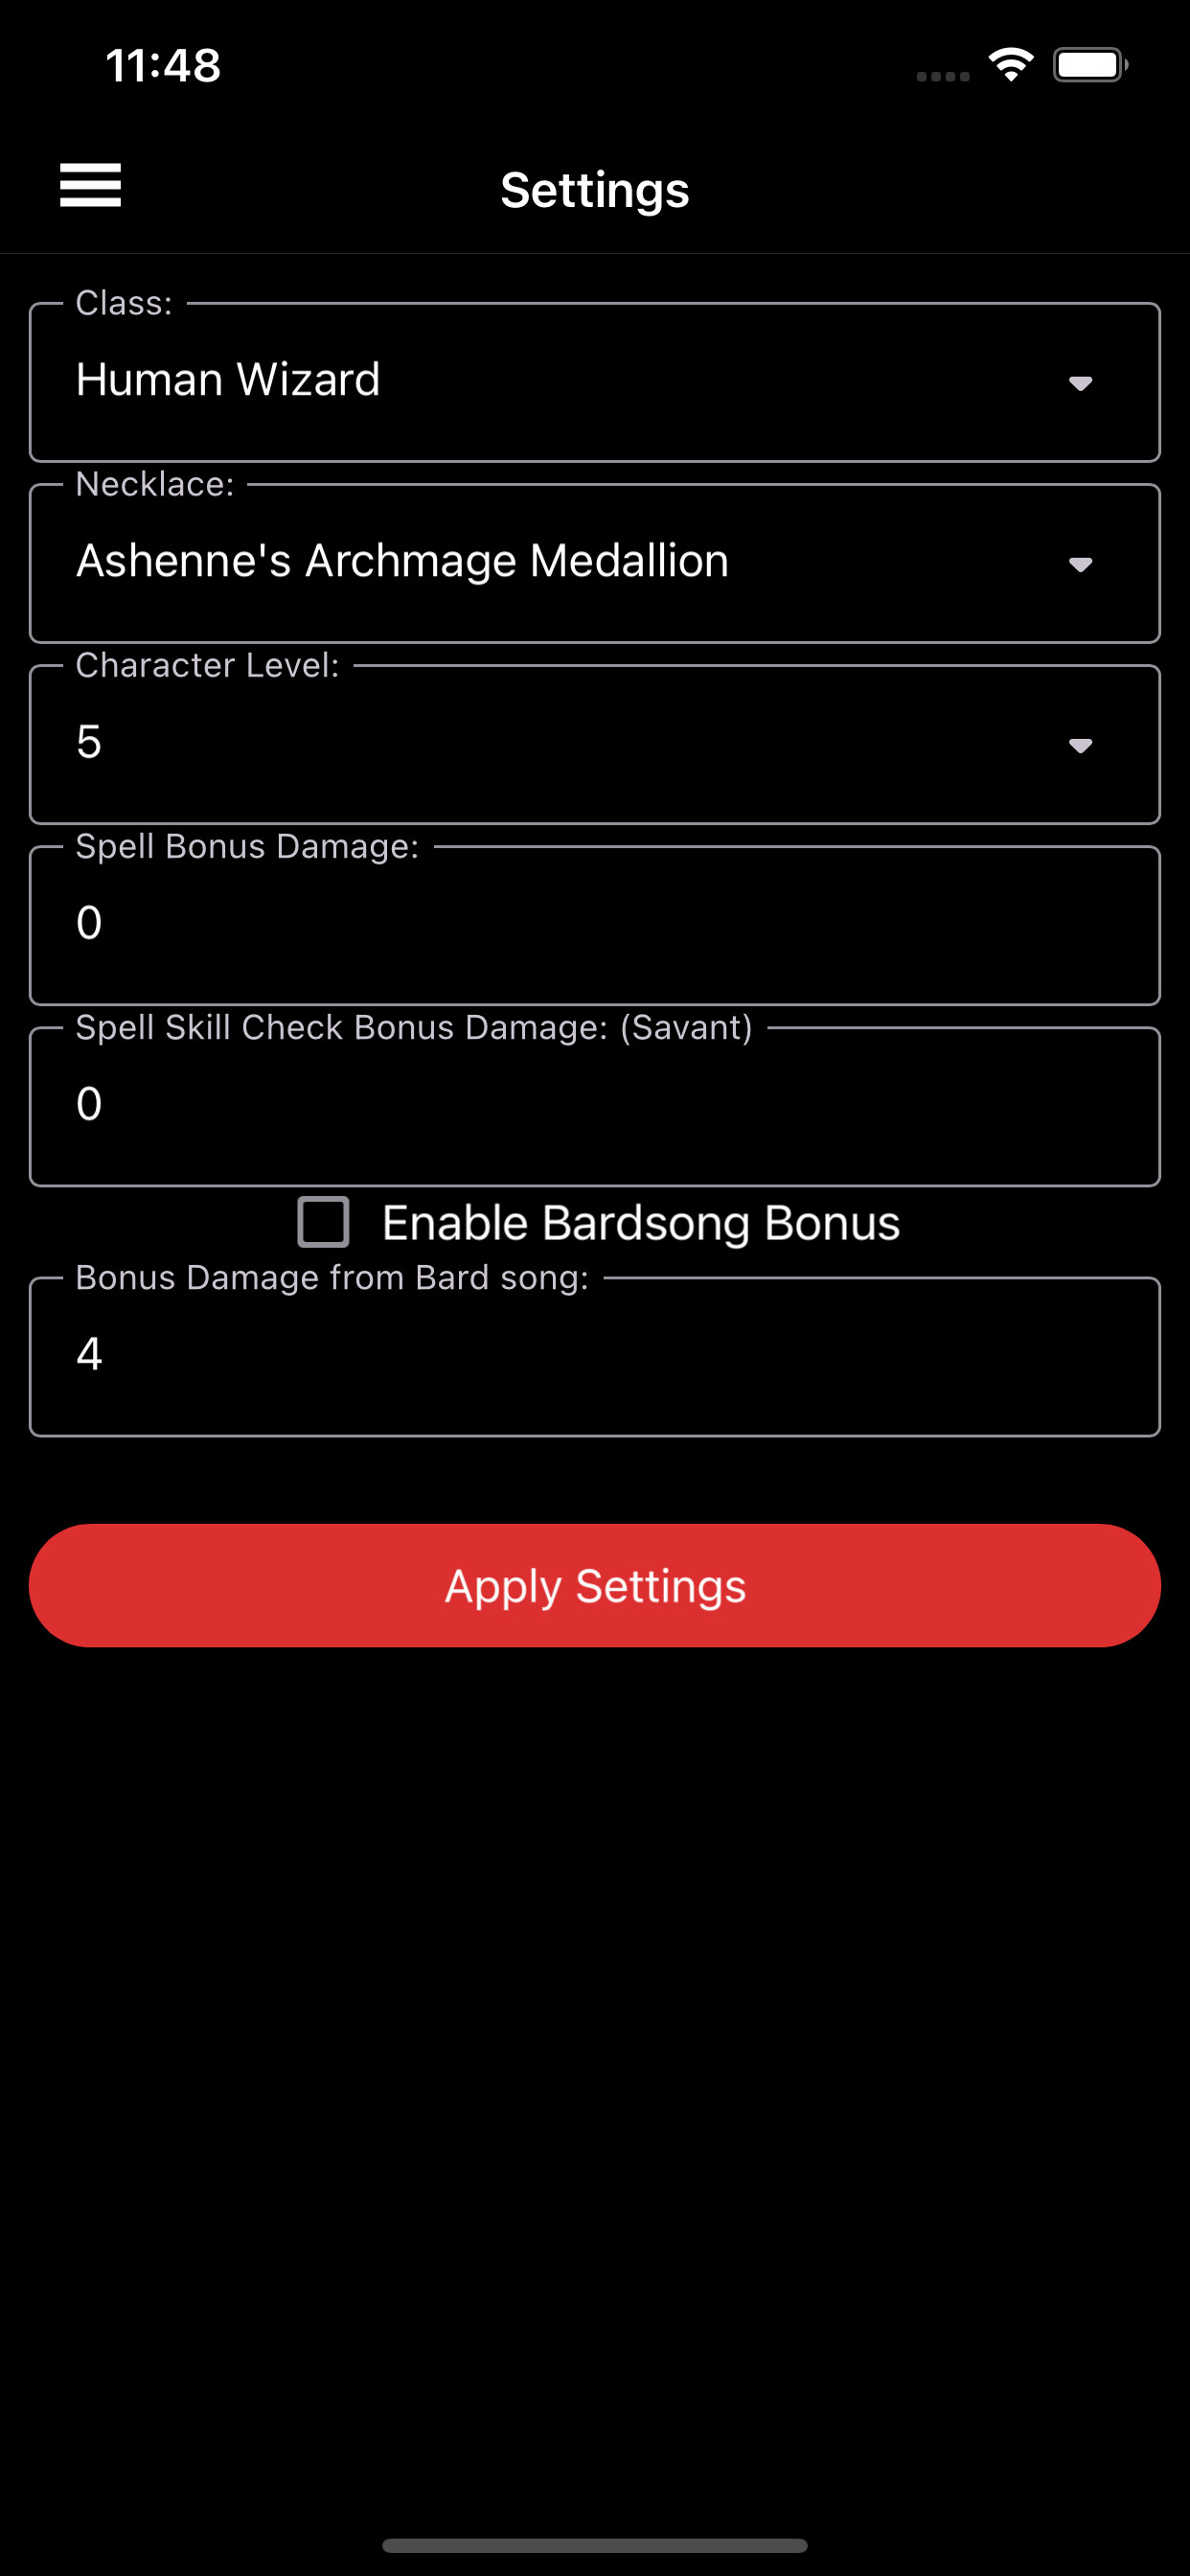 11:48
Settings
Class:
Human Wizard
Necklace:
Ashenne's Archmage Medallion
Character Level:
5
Spell Bonus Damage:
0
Spell Skill Check Bonus Damage: (Savant)
0
Enable Bardsong Bonus
Bonus Damage from Bard song:
4
Apply Settings